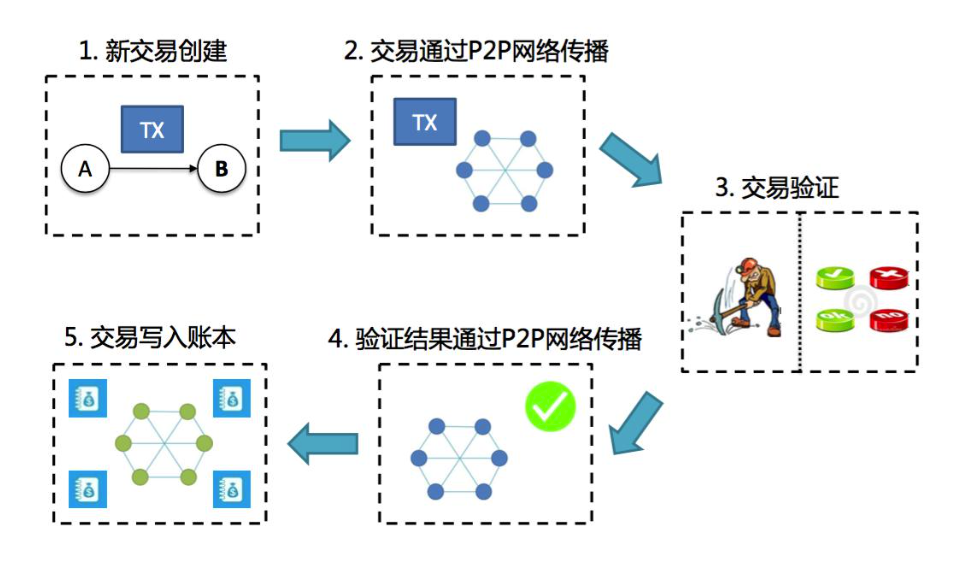 1. 新交易创建
TX
A
B
2. 交易通过P2P网络传播
TX
3. 交易验证
ok
no
4. 验证结果通过P2P网络传播
5. 交易写入账本